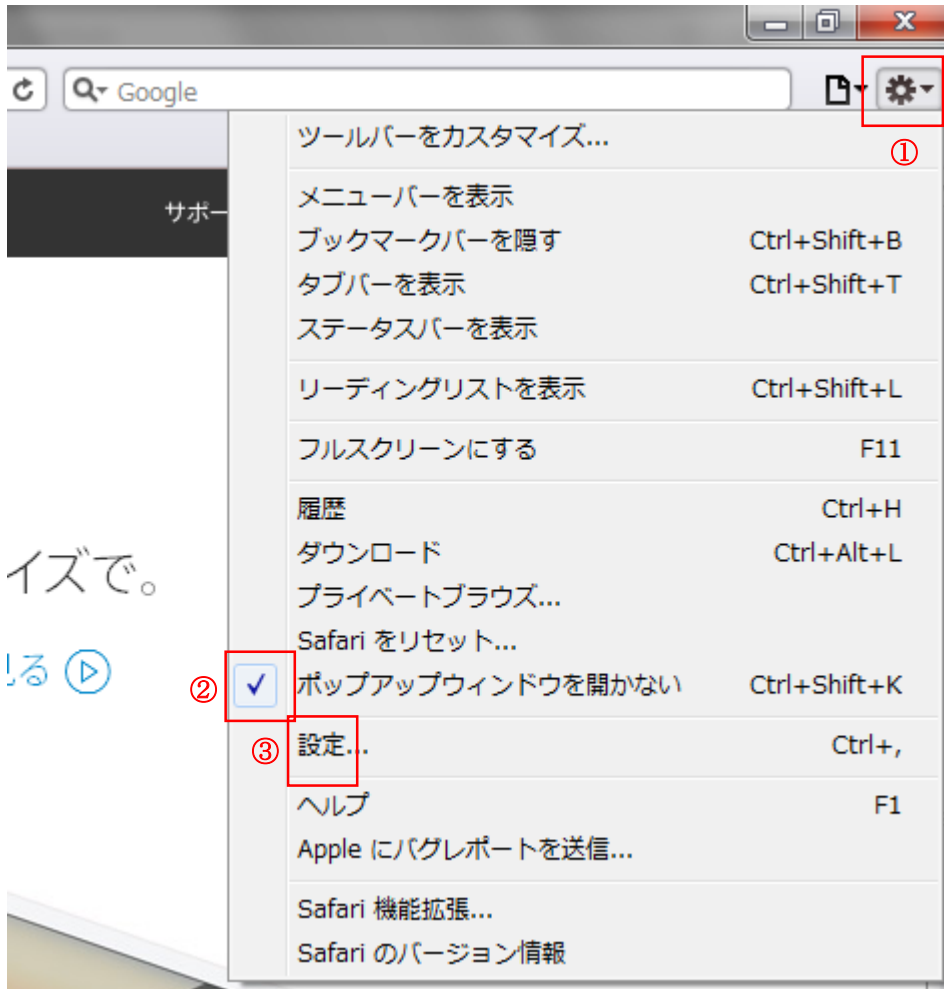 Google
①
ツールバーをカスタマイズ...
メニューバーを表示
サポー
ブックマークバーを隠す Ctrl+Shift+B
タブバーを表示 Ctrl+Shift+T
ステータスバーを表示
リーディングリストを表示 Ctrl+Shift+L
フルスクリーンにする F11
履歴 Ctrl+H
ダウンロード Ctrl+Alt+L
イズで。
プライベートブラウズ...
Safari をリセット...
る
② ✓ ポップアップウィンドウを開かない Ctrl+Shift+K
③ 設定... Ctrl+,
ヘルプ F1
Apple にバグレポートを送信...
Safari 機能拡張...
Safari のバージョン情報